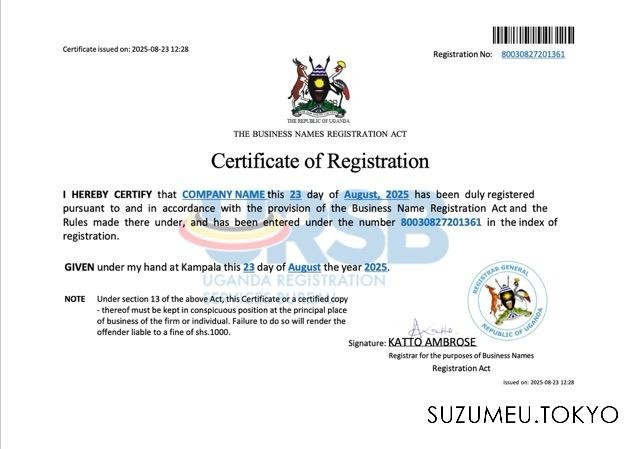 Certificate issued on: 2025-08-23 12:28
Registration No: 80030827201361
THE REPUBLIC OF UGANDA
THE BUSINESS NAMES REGISTRATION ACT
Certificate of Registration
I HEREBY CERTIFY that COMPANY NAME this 23 day of August, 2025 has been duly registered
pursuant to and in accordance with the provision of the Business Name Registration Act and the
Rules made there under, and has been entered under the number 80030827201361 in the index of
registration.
URSB
GIVEN under my hand at Kampala this 23 day of August the year 2025.
UGANDA REGISTRATION
SERVICES BUREAU
NOTE Under section 13 of the above Act, this Certificate or a certified copy
- thereof must be kept in conspicuous position at the principal place
of business of the firm or individual. Failure to do so will render the
offender liable to a fine of shs.1000.
REGISTRAR GENERAL
REPUBLIC OF UGANDA
Signature: KATTO AMBROSE
Registrar for the purposes of Business Names
Registration Act
Issued on: 2025-08-23 12:28
SUZUMEU.TOKYO